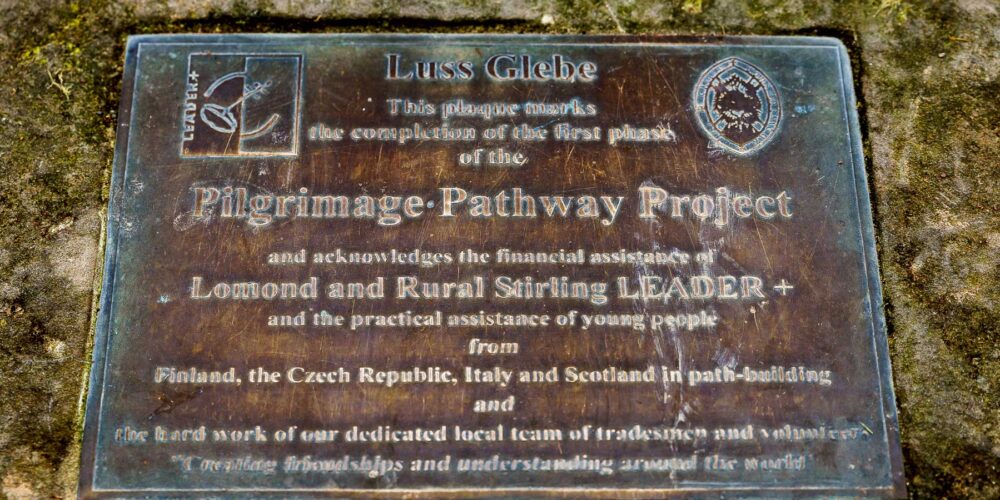 LEADER+
Luss Glebe
This plaque marks
the completion of the first phase
of the
Pilgrimage Pathway Project
and acknowledges the financial assistance of
Lomond and Rural Stirling LEADER +
and the practical assistance of young people
from
Finland, the Czech Republic, Italy and Scotland in path-building
and
the hard work of our dedicated local team of tradesmen and volunteers
"Creating friendships and understanding around the world